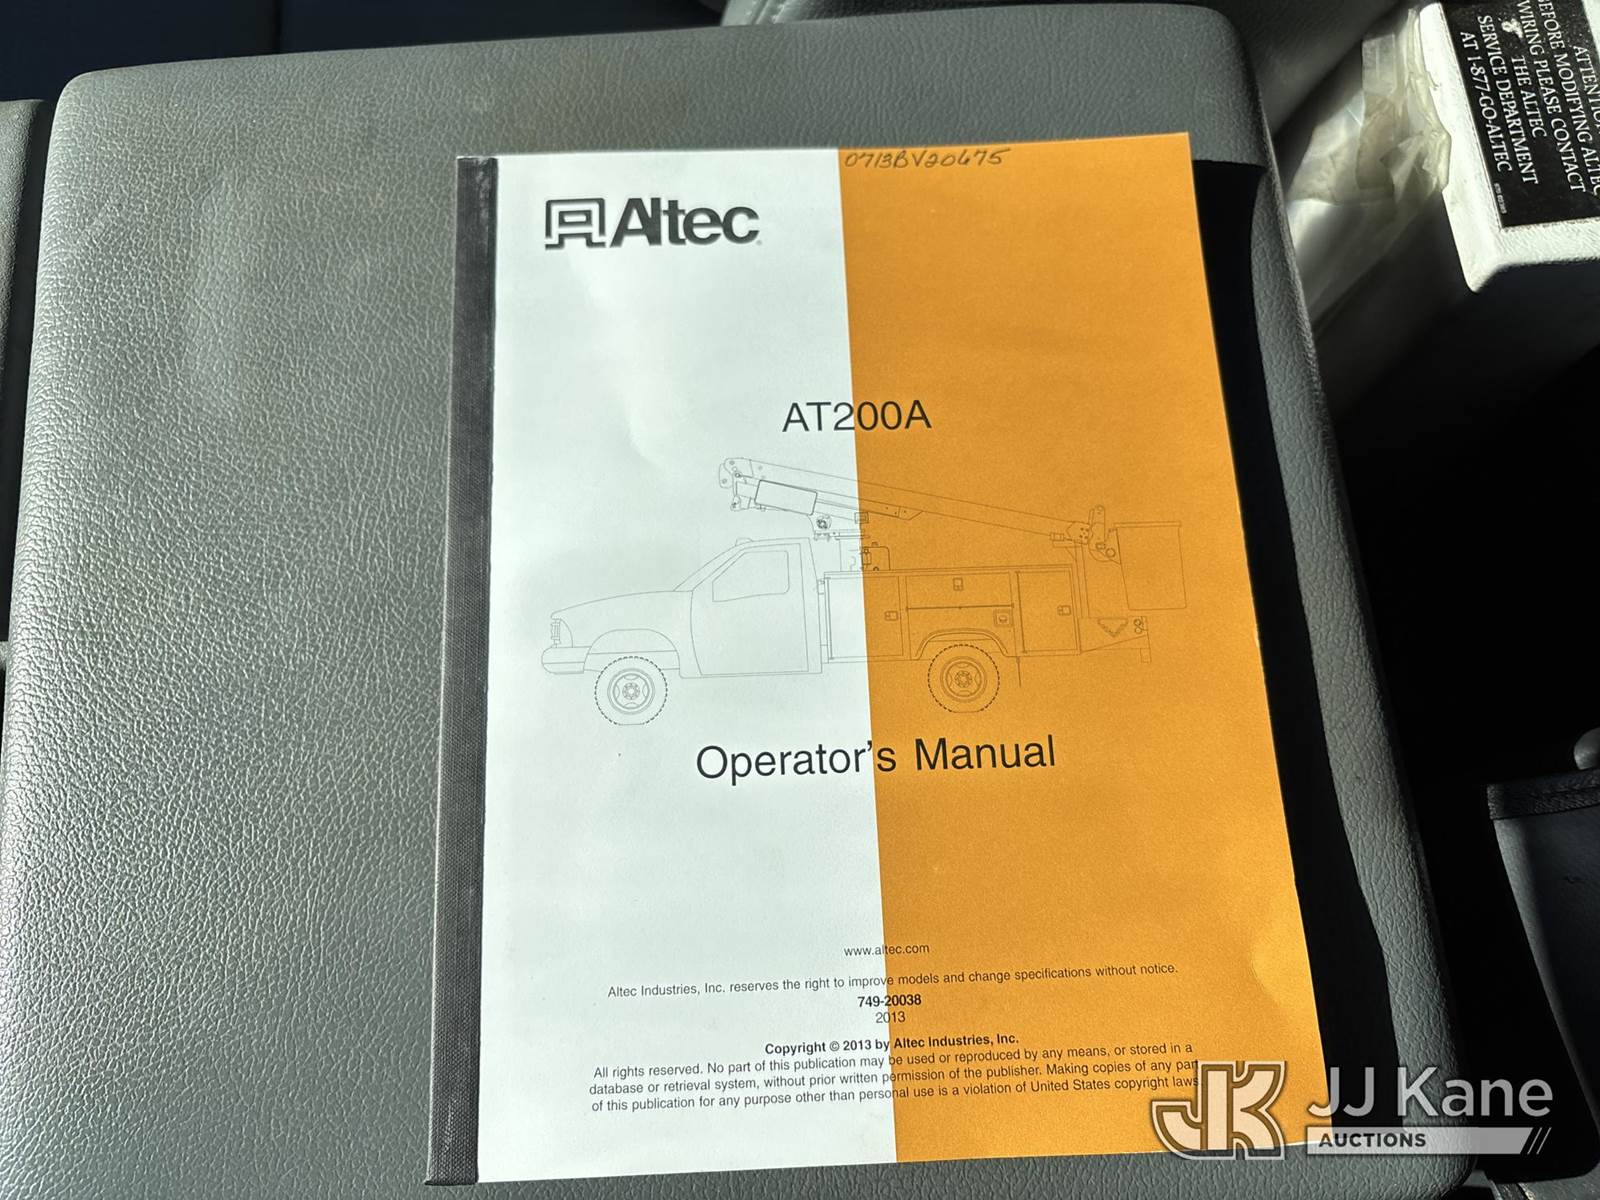 0713BV20675
Altec
AT200A
Operator's Manual
www.altec.com
Altec Industries, Inc. reserves the right to improve models and change specifications without notice.
749-20038
2013
Copyright © 2013 by Altec Industries, Inc.
All rights reserved. No part of this publication may be used or reproduced by any means, or stored in a
database or retrieval system, without prior written permission of the publisher. Making copies of any part
of this publication for any purpose other than personal use is a violation of United States copyright laws
BEFORE MODIFYING ALTEC
WIRING PLEASE CONTACT
THE ALTEC
SERVICE DEPARTMENT
AT 1-877-GO-ALTEC
JK JJ Kane
AUCTIONS